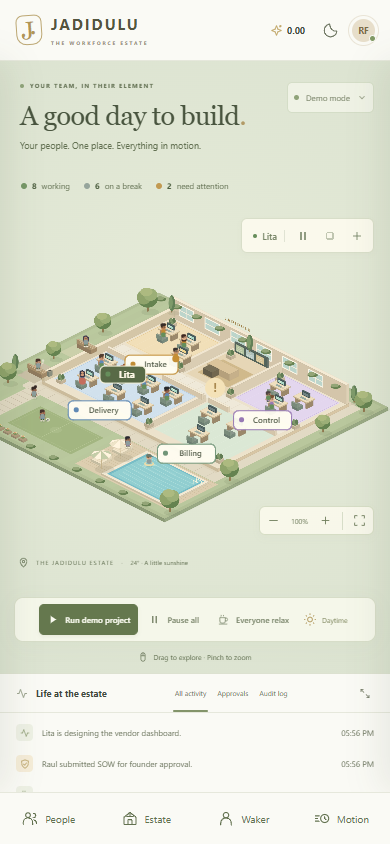 J.
JADIDULU
THE WORKFORCE ESTATE
0.00
RF
YOUR TEAM, IN THEIR ELEMENT
A good day to build.
Demo mode
Your people. One place. Everything in motion.
8 working
6 on a break
2 need attention
Lita
JADIDULU
Intake
Lita
!
Delivery
Control
Billing
100%
THE JADIDULU ESTATE
24° · A little sunshine
Run demo project
Pause all
Everyone relax
Daytime
Drag to explore · Pinch to zoom
Life at the estate
All activity
Approvals
Audit log
Lita is designing the vendor dashboard.
05:56 PM
Raul submitted SOW for founder approval.
05:56 PM
People
Estate
Waker
Motion